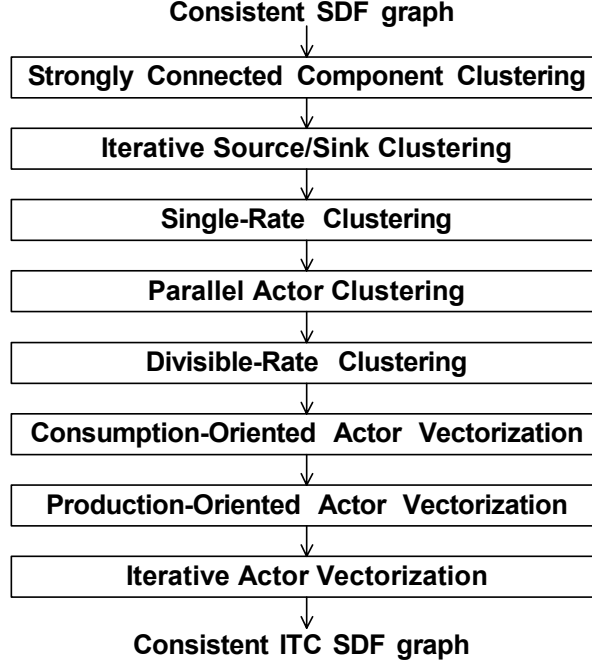 Consistent SDF graph
Strongly Connected Component Clustering
Iterative Source/Sink Clustering
Single-Rate Clustering
Parallel Actor Clustering
Divisible-Rate Clustering
Consumption-Oriented Actor Vectorization
Production-Oriented Actor Vectorization
Iterative Actor Vectorization
Consistent ITC SDF graph